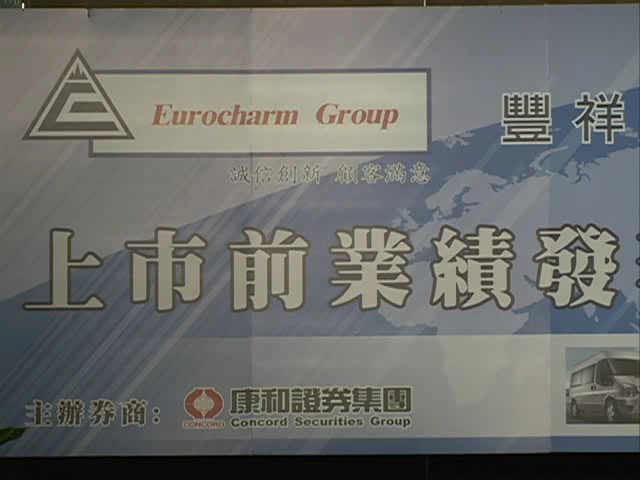 Eurocharm Group
豐祥
誠信創新 顧客滿意
上市前業績發
主辦券商: CONCORD 康和證券集團
Concord Securities Group